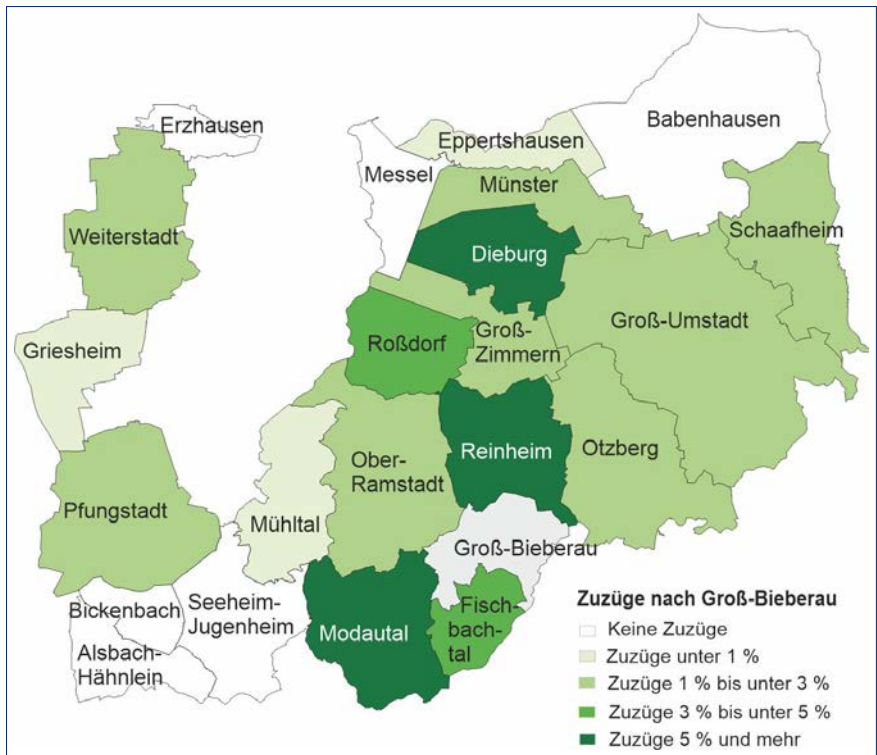 Erzhausen
Babenhausen
Eppertshausen
Messel
Münster
Schaafheim
Weiterstadt
Dieburg
Groß-Umstadt
Griesheim
Roßdorf
Groß-
Zimmern
Ober-
Ramstadt
Reinheim
Otzberg
Pfungstadt
Mühltal
Groß-Bieberau
Bickenbach
Seeheim-
Jugenheim
Alsbach-
Hähnlein
Modautal
Fisch-
bach-
tal
Zuzüge nach Groß-Bieberau
Keine Zuzüge
Zuzüge unter 1 %
Zuzüge 1 % bis unter 3 %
Zuzüge 3 % bis unter 5 %
Zuzüge 5 % und mehr